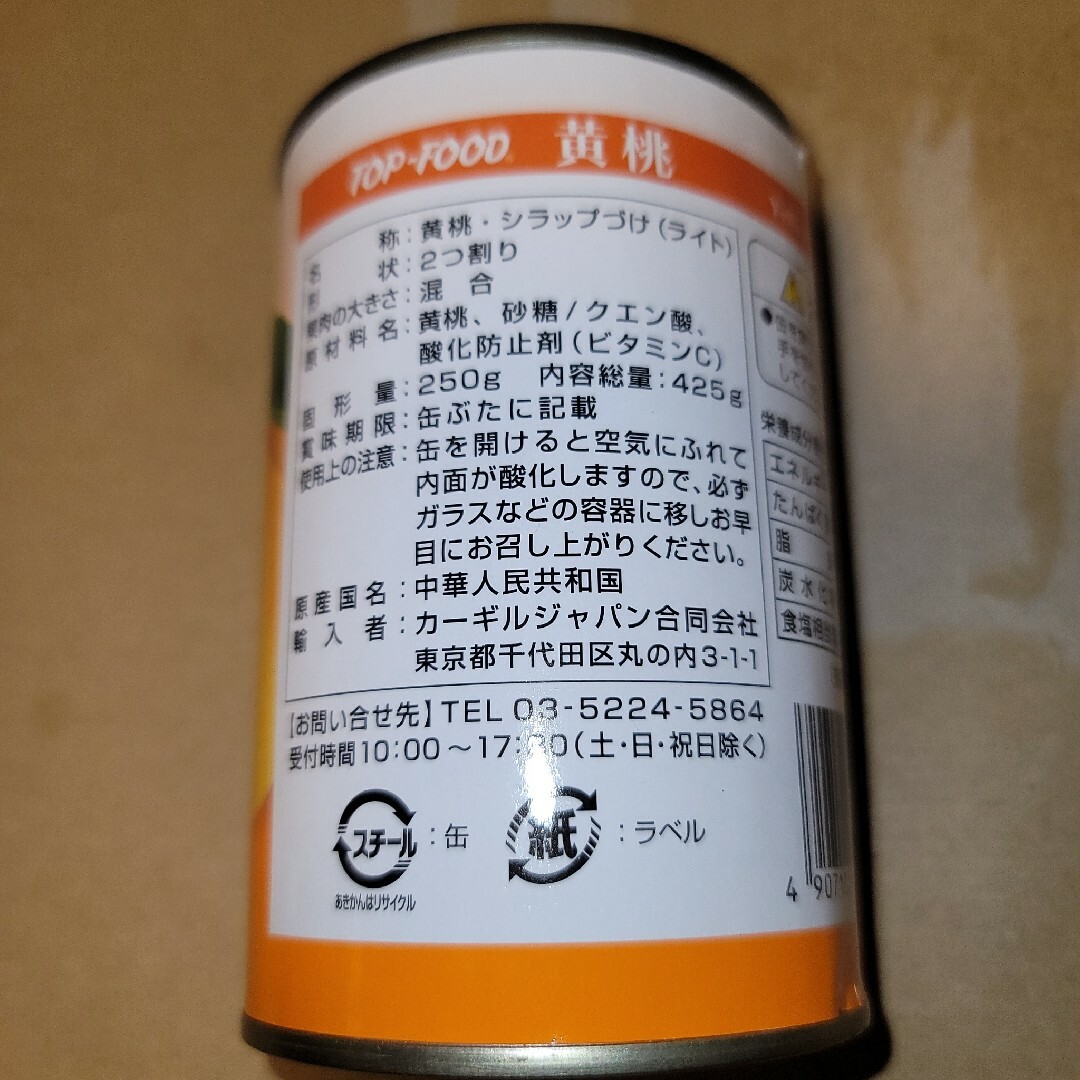 TOP-FOOD 黄桃
名称：黄桃・シラップづけ（ライト）
形状：2つ割り
果肉の大きさ：混合
原材料名：黄桃、砂糖/クエン酸、
酸化防止剤（ビタミンC）
固形量：250g 内容総量：425g
賞味期限：缶ぶたに記載
使用上の注意：缶を開けると空気にふれて
内面が酸化しますので、必ず
ガラスなどの容器に移しお早
目にお召し上がりください。
原産国名：中華人民共和国
輸入者：カーギルジャパン合同会社
東京都千代田区丸の内3-1-1
【お問い合せ先】TEL 03-5224-5864
受付時間10:00～17:00（土・日・祝日除く）
スチール：缶
あきかんはリサイクル
紙：ラベル
栄養成分
エネルギ
たんぱく
脂
炭水化
食塩相当
4 907